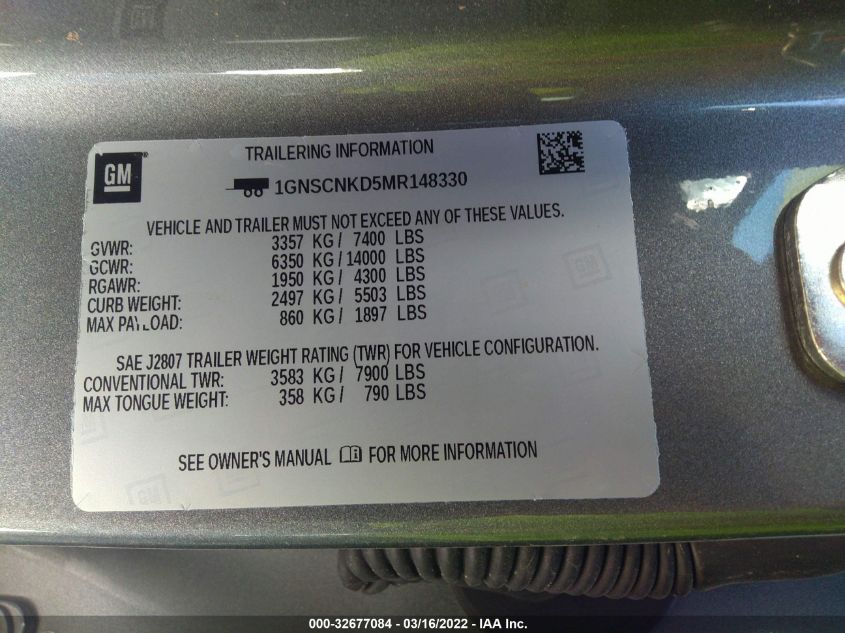 GM
TRAILERING INFORMATION
1GNSCNKD5MR148330
VEHICLE AND TRAILER MUST NOT EXCEED ANY OF THESE VALUES.
GVWR: 3357 KG/ 7400 LBS
GCWR: 6350 KG/ 14000 LBS
RGAWR: 1950 KG/ 4300 LBS
CURB WEIGHT: 2497 KG/ 5503 LBS
MAX PAYLOAD: 860 KG/ 1897 LBS
SAE J2807 TRAILER WEIGHT RATING (TWR) FOR VEHICLE CONFIGURATION.
CONVENTIONAL TWR: 3583 KG/ 7900 LBS
MAX TONGUE WEIGHT: 358 KG/ 790 LBS
SEE OWNER'S MANUAL FOR MORE INFORMATION
000-32677084 - 03/16/2022 - IAA Inc.